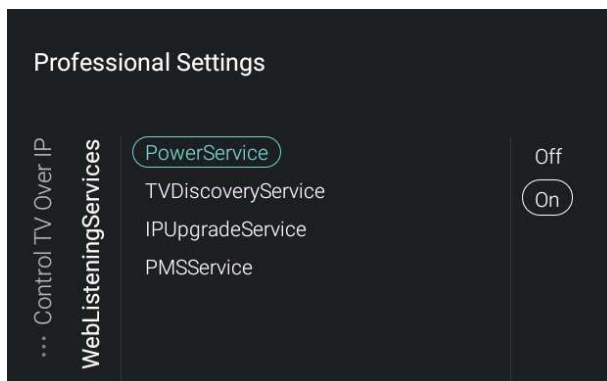 Professional Settings
... Control TV Over IP
WebListeningServices
PowerService
TVDiscoveryService
IPUpgradeService
PMSService
Off
On